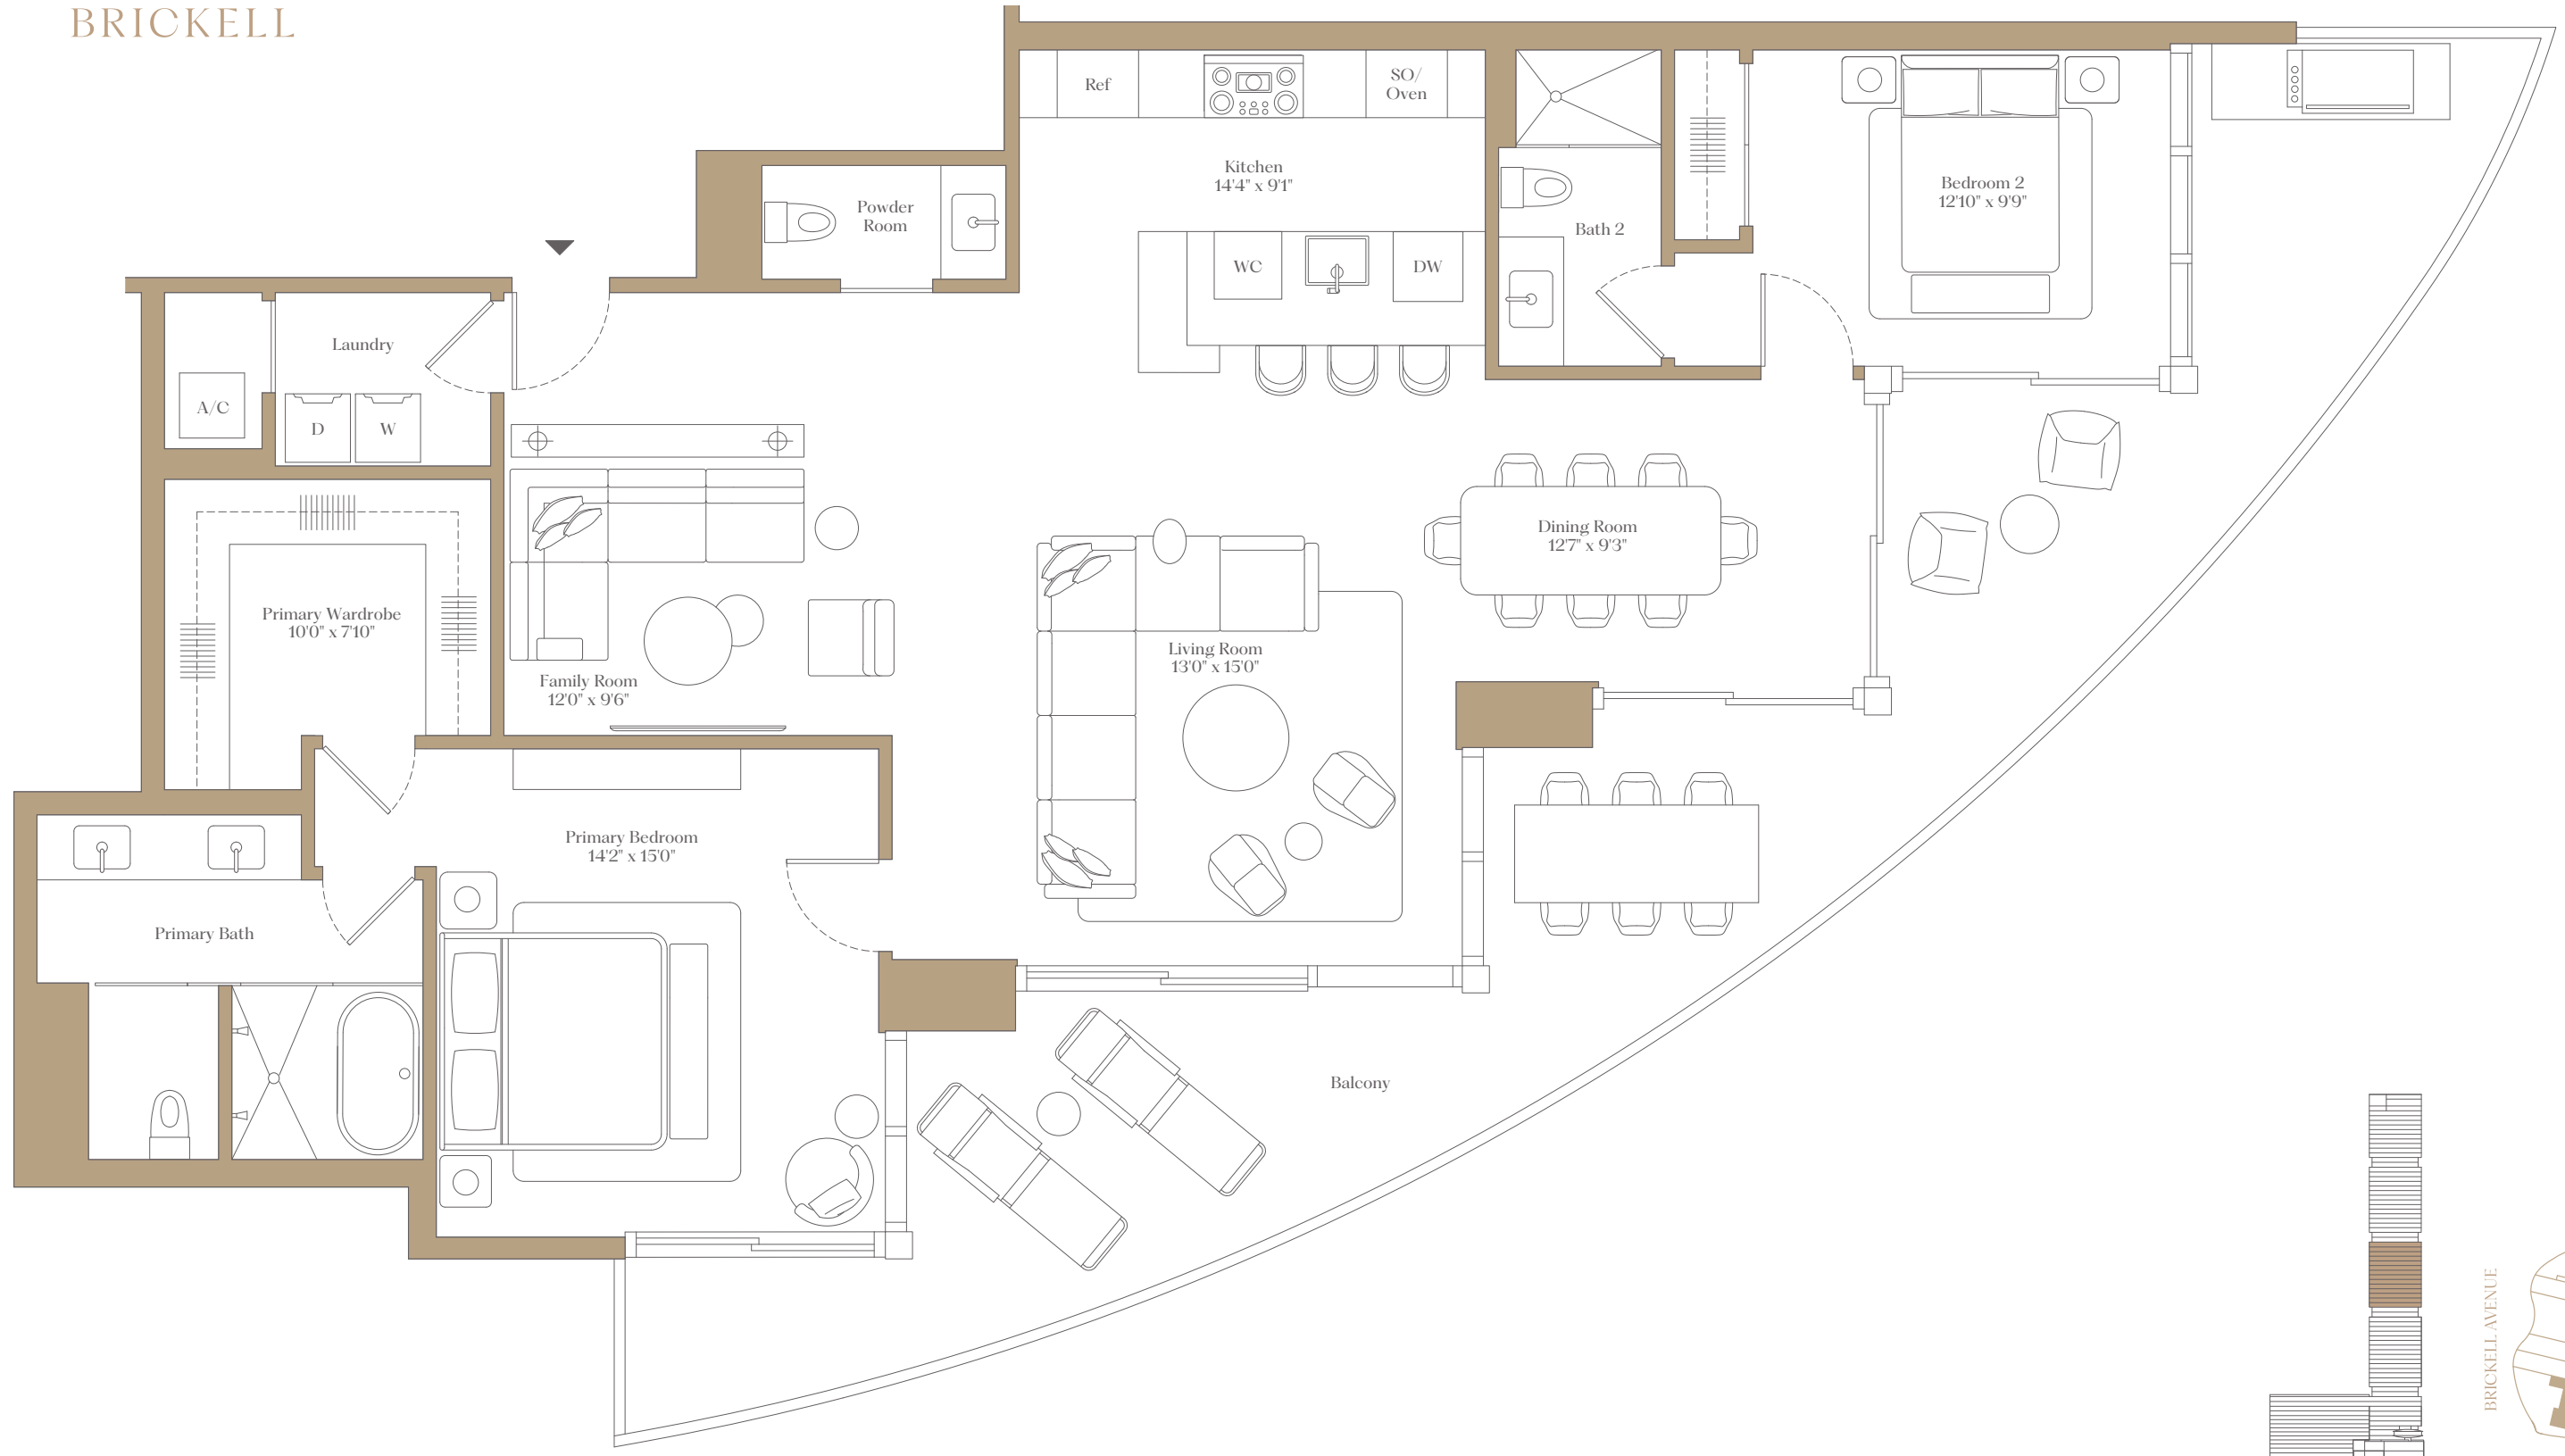 BRICKELL
Ref
SO/
Oven
Kitchen
14'4" x 9'1"
Powder
Room
Bath 2
Bedroom 2
12'10" x 9'9"
WC
DW
Laundry
A/C
D
W
Dining Room
12'7" x 9'3"
Primary Wardrobe
10'0" x 7'10"
Living Room
13'0" x 15'0"
Family Room
12'0" x 9'6"
Primary Bedroom
14'2" x 15'0"
Primary Bath
Balcony
BRICKELL AVENUE